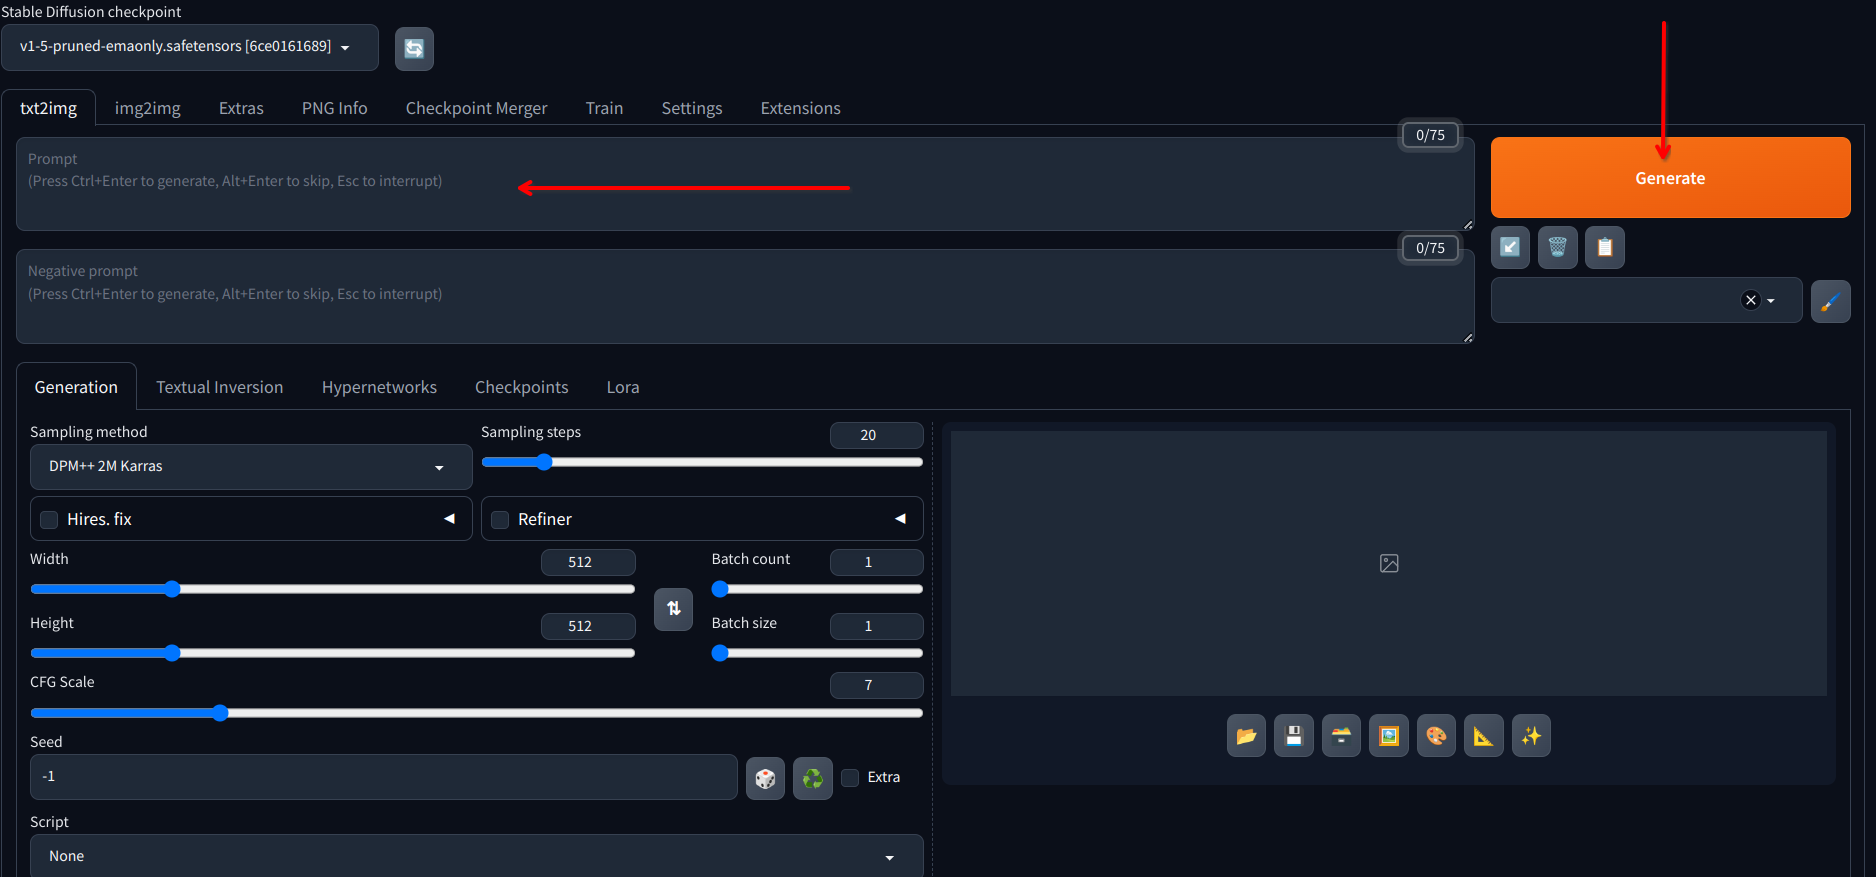 Stable Diffusion checkpoint
v1-5-pruned-emaonly.safetensors [6ce0161689]
txt2img img2img Extras PNG Info Checkpoint Merger Train Settings Extensions
0/75
Prompt
(Press Ctrl+Enter to generate, Alt+Enter to skip, Esc to interrupt)
Generate
0/75
Negative prompt
(Press Ctrl+Enter to generate, Alt+Enter to skip, Esc to interrupt)
Generation Textual Inversion Hypernetworks Checkpoints Lora
Sampling method
DPM++ 2M Karras
Sampling steps
20
Hires. fix
Refiner
Width
512
Batch count
1
Height
512
Batch size
1
CFG Scale
7
Seed
-1
Extra
Script
None